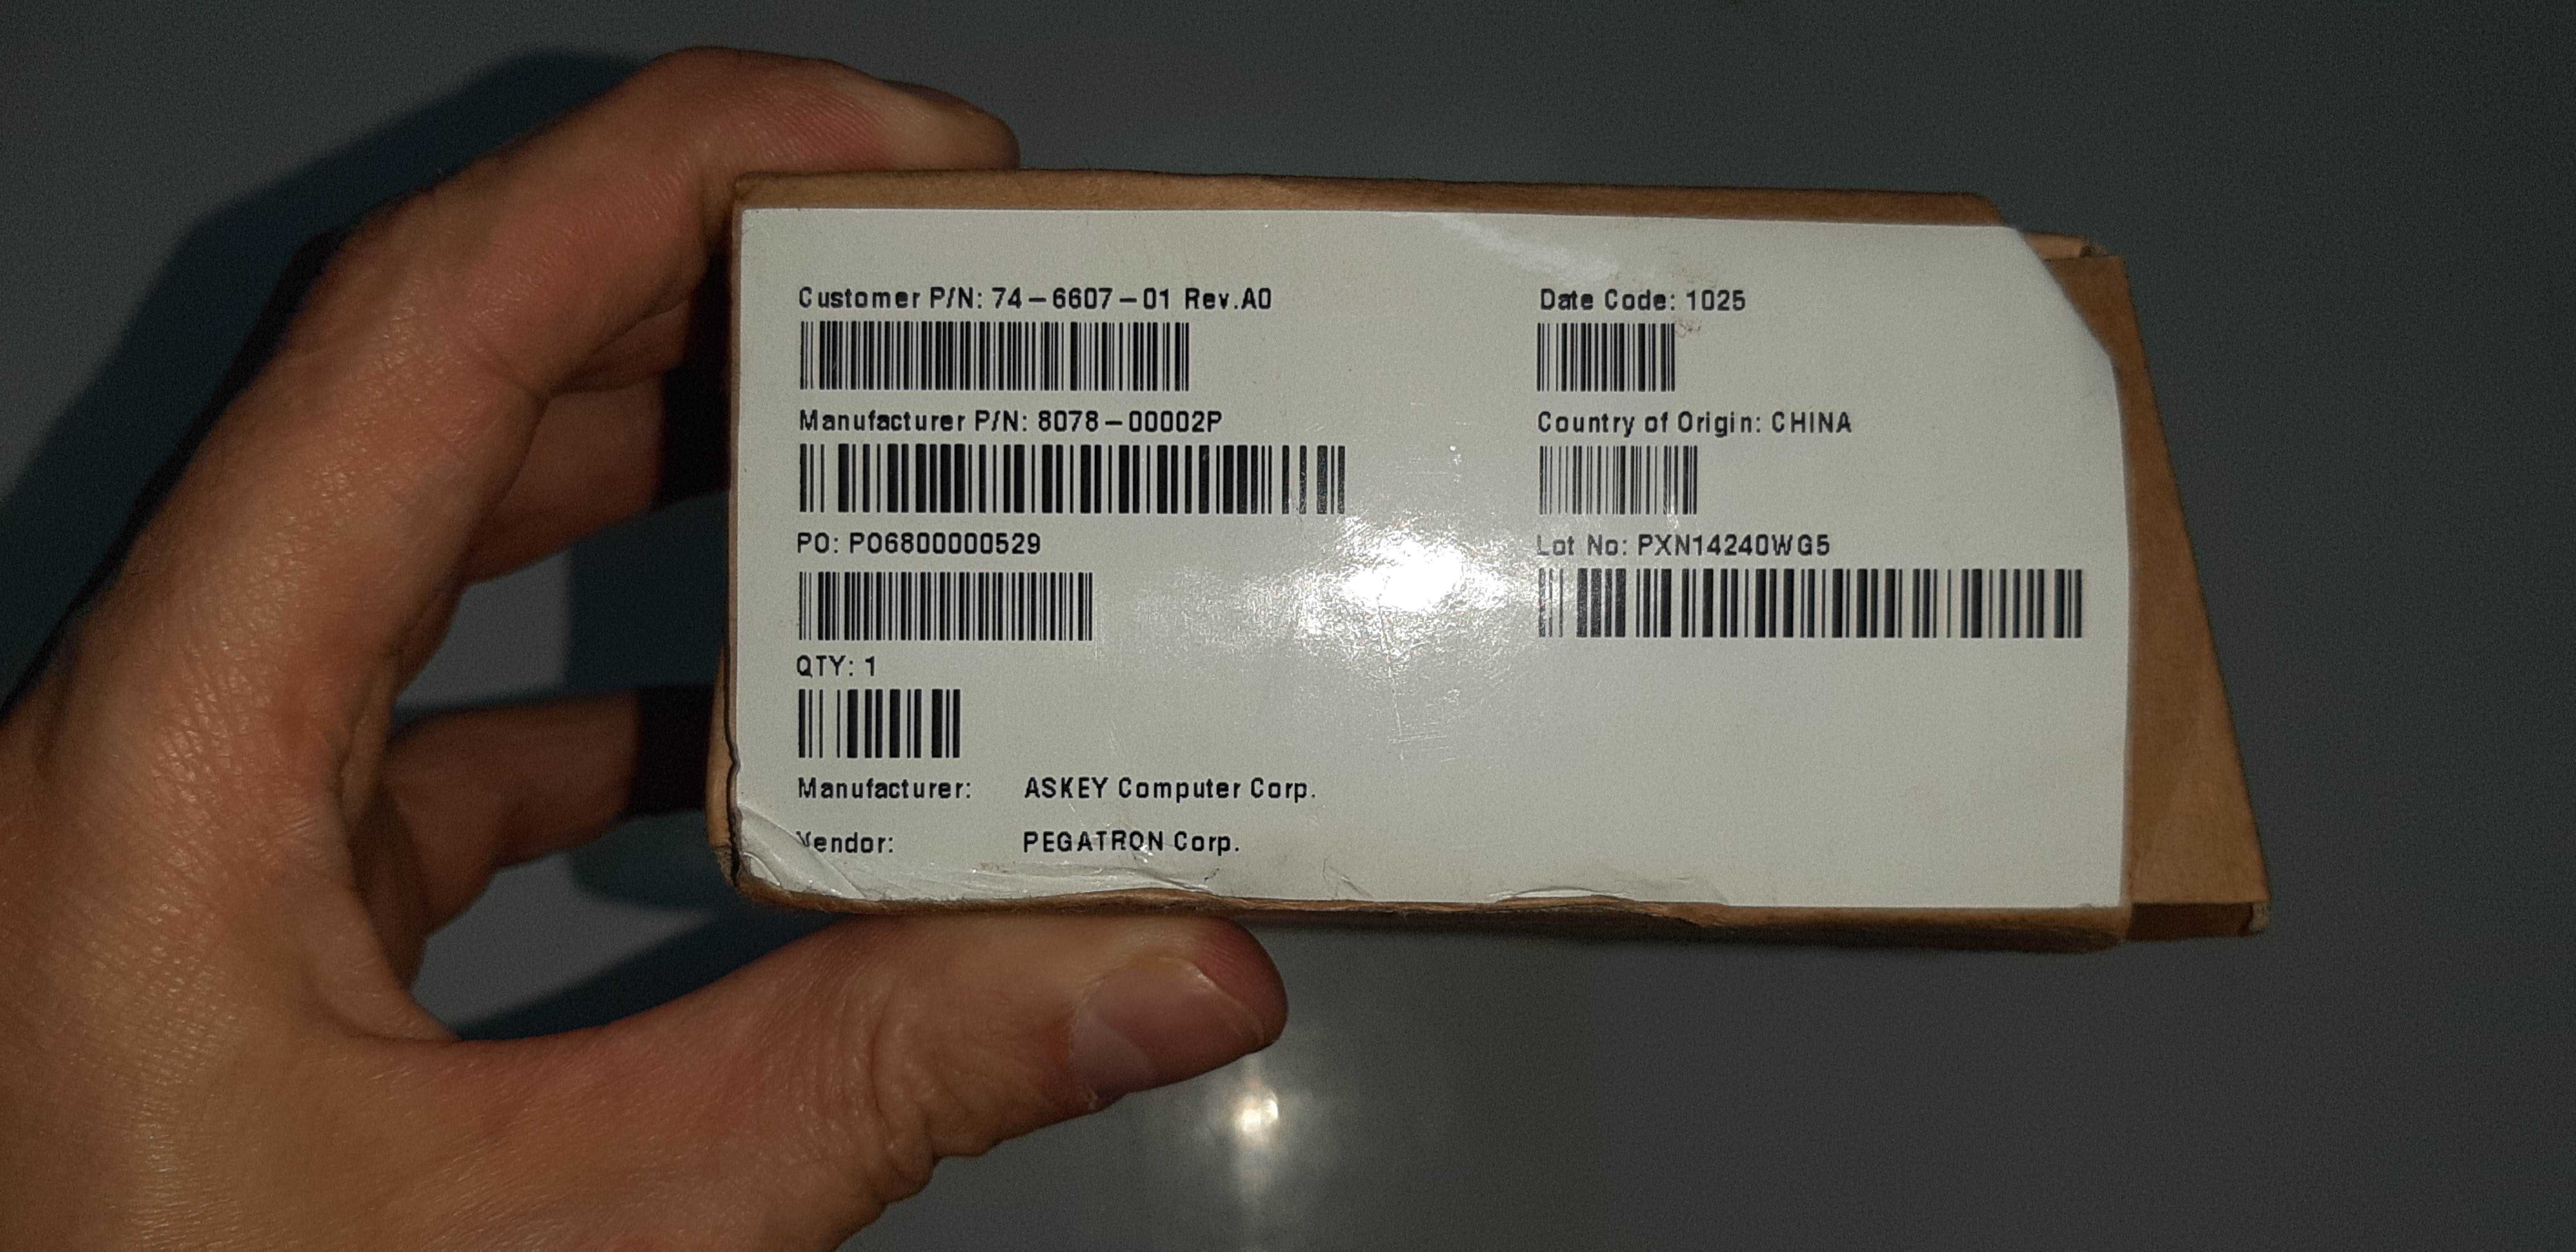 Customer P/N: 74-6607-01 Rev.A0
Date Code: 1025
Manufacturer P/N: 8078-00002P
Country of Origin: CHINA
PO: PO6800000529
Lot No: PXN14240WG5
QTY: 1
Manufacturer: ASKEY Computer Corp.
Vendor: PEGATRON Corp.